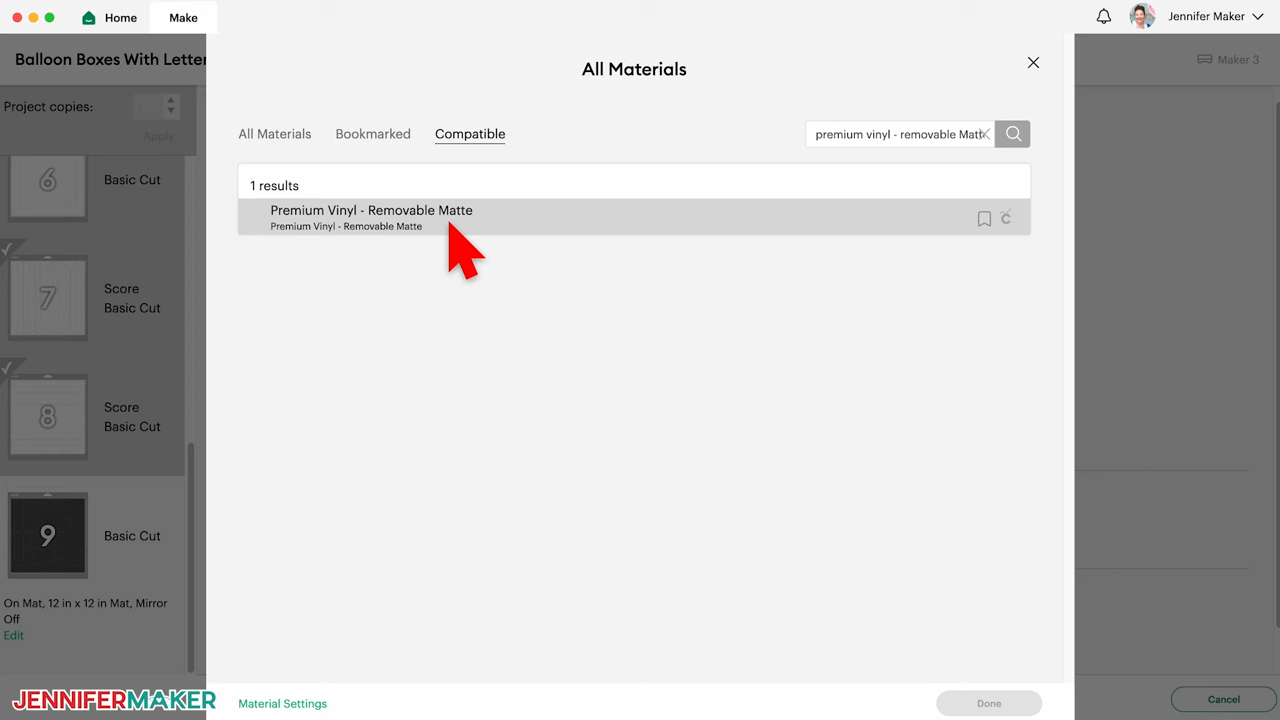 Home
Make
Jennifer Maker
Balloon Boxes With Letter
Maker 3
Project copies:
Apply
6
Basic Cut
7
Score
Basic Cut
8
Score
Basic Cut
9
Basic Cut
On Mat, 12 in x 12 in Mat, Mirror
Off
Edit
All Materials
All Materials
Bookmarked
Compatible
premium vinyl - removable Matt
1 results
Premium Vinyl - Removable Matte
Premium Vinyl - Removable Matte
Material Settings
Done
Cancel
JENNIFERMAKER